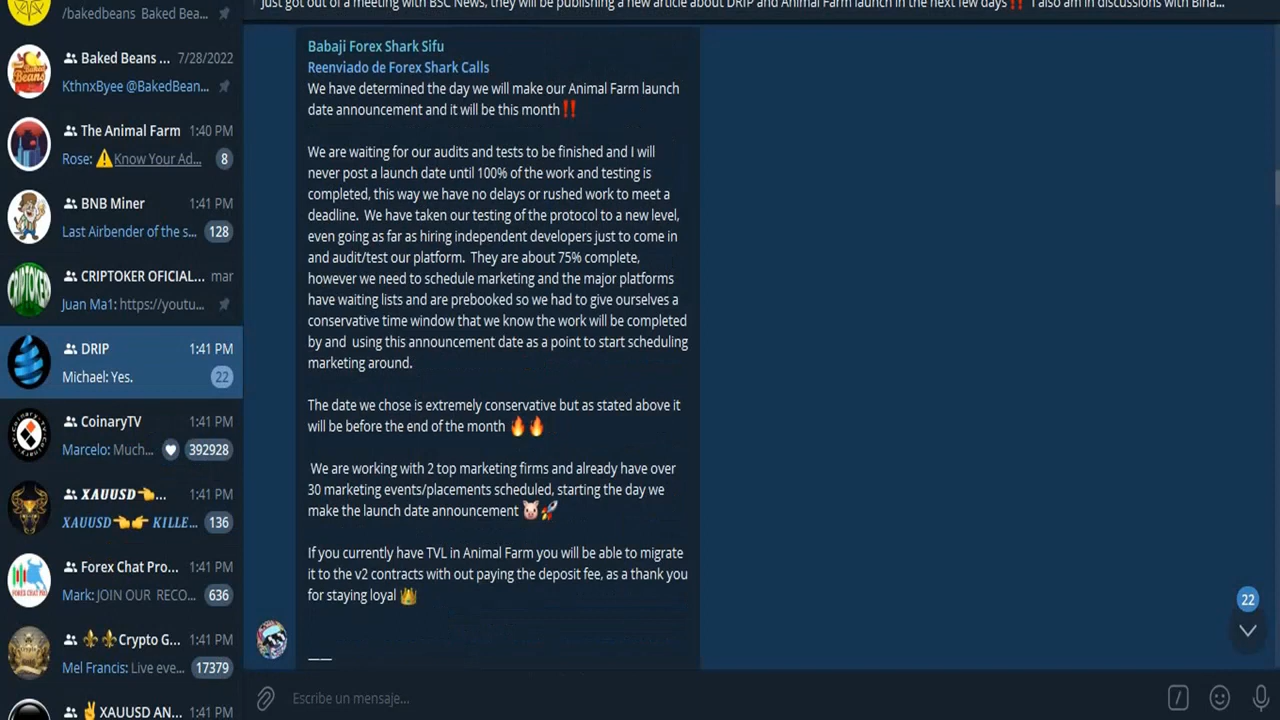 /bakedbeans Baked Bea...
Baked Beans ... 7/28/2022
KthnxByee @BakedBean...
The Animal Farm 1:40 PM
Rose: ⚠️Know Your Ad... 8
BNB Miner 1:41 PM
Last Airbender of the s... 128
CRIPTOKER OFICIAL... mar
Juan Ma1: https://youtu...
DRIP 1:41 PM
Michael: Yes. 22
CoinaryTV 1:41 PM
Marcelo: Much... 392928
XAUUSD👈... 1:41 PM
XAUUSD👈👉 KILLE... 136
Forex Chat Pro... 1:41 PM
Mark: JOIN OUR RECO... 636
⚜️⚜️Crypto G... 1:41 PM
Mel Francis: Live eve... 17379
✌️XAUUSD AN... 1:41 PM
Just got out of a meeting with BSC News, they will be publishing a new article about DRIP and Animal Farm launch in the next few days‼️ I also am in discussions with Bina...
Babaji Forex Shark Sifu
Reenviado de Forex Shark Calls
We have determined the day we will make our Animal Farm launch
date announcement and it will be this month‼️
We are waiting for our audits and tests to be finished and I will
never post a launch date until 100% of the work and testing is
completed, this way we have no delays or rushed work to meet a
deadline. We have taken our testing of the protocol to a new level,
even going as far as hiring independent developers just to come in
and audit/test our platform. They are about 75% complete,
however we need to schedule marketing and the major platforms
have waiting lists and are prebooked so we had to give ourselves a
conservative time window that we know the work will be completed
by and using this announcement date as a point to start scheduling
marketing around.
The date we chose is extremely conservative but as stated above it
will be before the end of the month 🔥🔥
We are working with 2 top marketing firms and already have over
30 marketing events/placements scheduled, starting the day we
make the launch date announcement 🐷🚀
If you currently have TVL in Animal Farm you will be able to migrate
it to the v2 contracts with out paying the deposit fee, as a thank you
for staying loyal 👑
——
22
Escribe un mensaje...